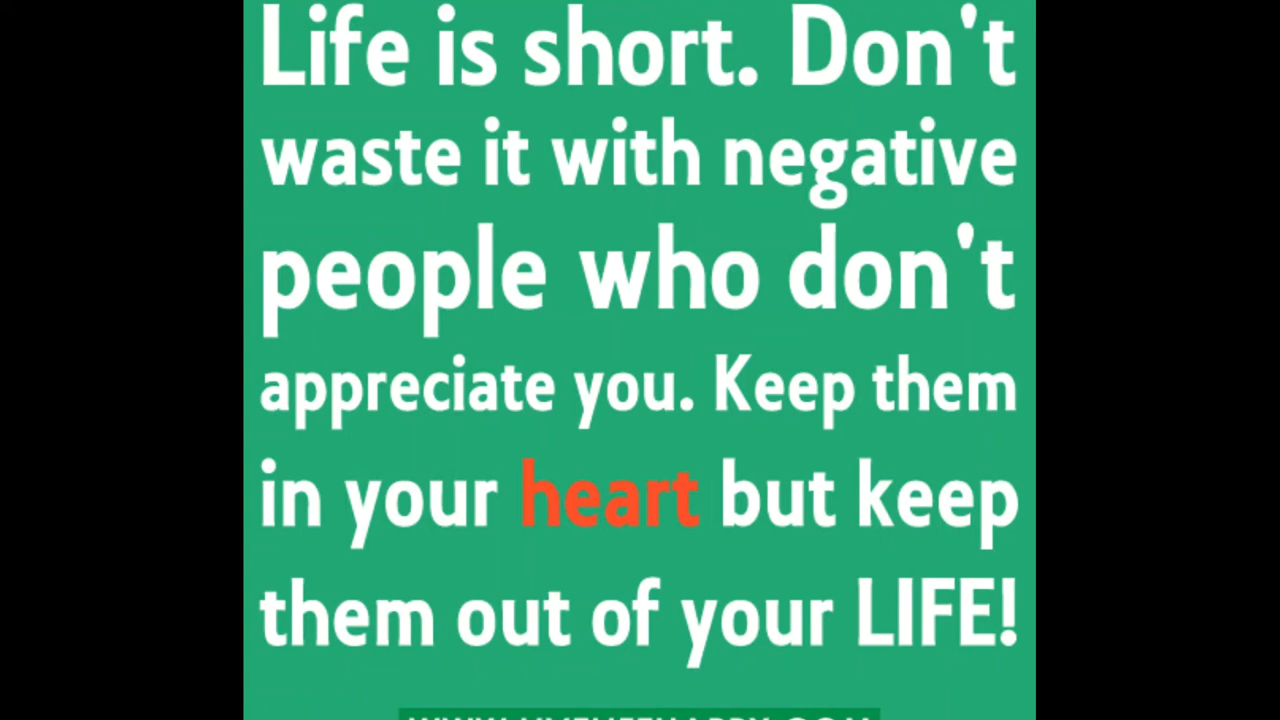 Life is short. Don't
waste it with negative
people who don't
appreciate you. Keep them
in your heart but keep
them out of your LIFE!